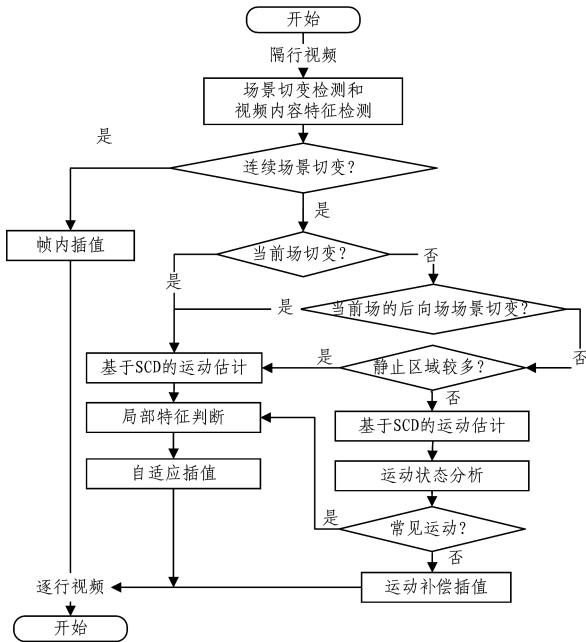 开始
隔行视频
场景切变检测和
视频内容特征检测
是
连续场景切变?
是
帧内插值
当前场切变?
否
是
是
当前场的后向场场景切变?
否
基于SCD的运动估计
是
静止区域较多?
否
局部特征判断
基于SCD的运动估计
自适应插值
运动状态分析
是
常见运动?
否
逐行视频
运动补偿插值
开始